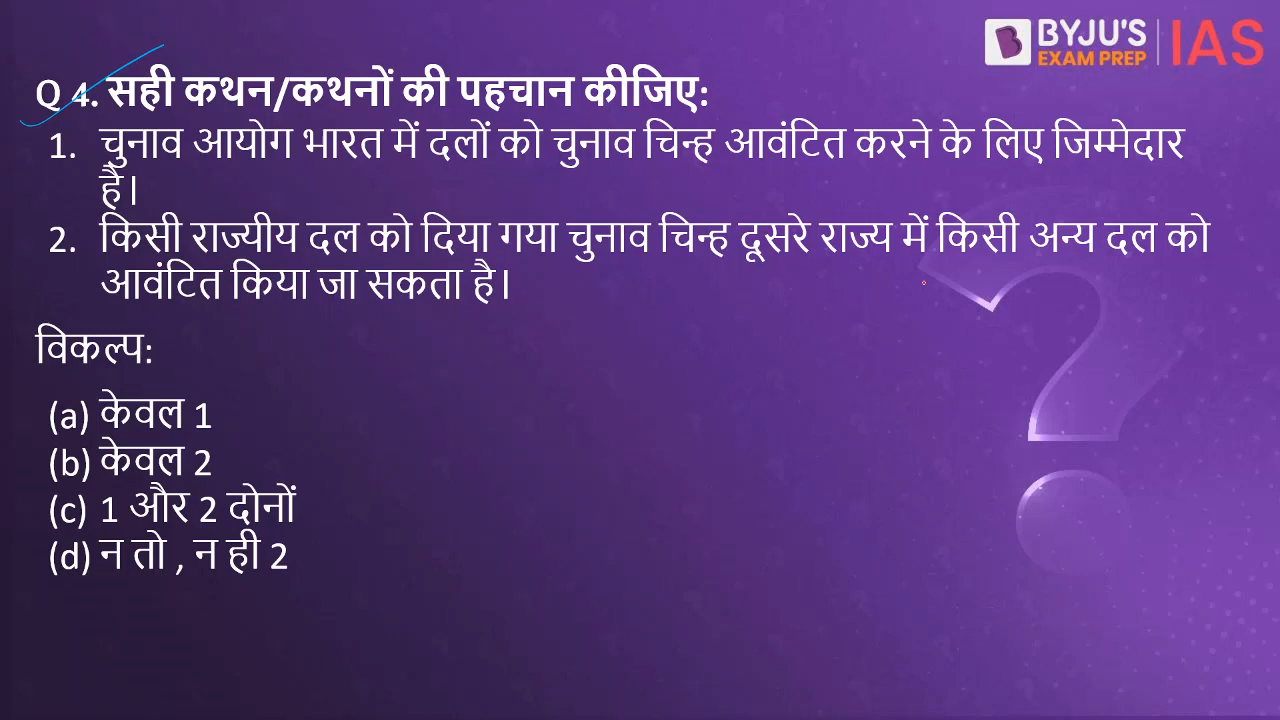 BYJU'S
EXAM PREP
IAS
Q 4. सही कथन/कथनों की पहचान कीजिए:
1. चुनाव आयोग भारत में दलों को चुनाव चिन्ह आवंटित करने के लिए जिम्मेदार
है।
2. किसी राज्यीय दल को दिया गया चुनाव चिन्ह दूसरे राज्य में किसी अन्य दल को
आवंटित किया जा सकता है।
विकल्प:
(a) केवल 1
(b) केवल 2
(c) 1 और 2 दोनों
(d) न तो , न ही 2